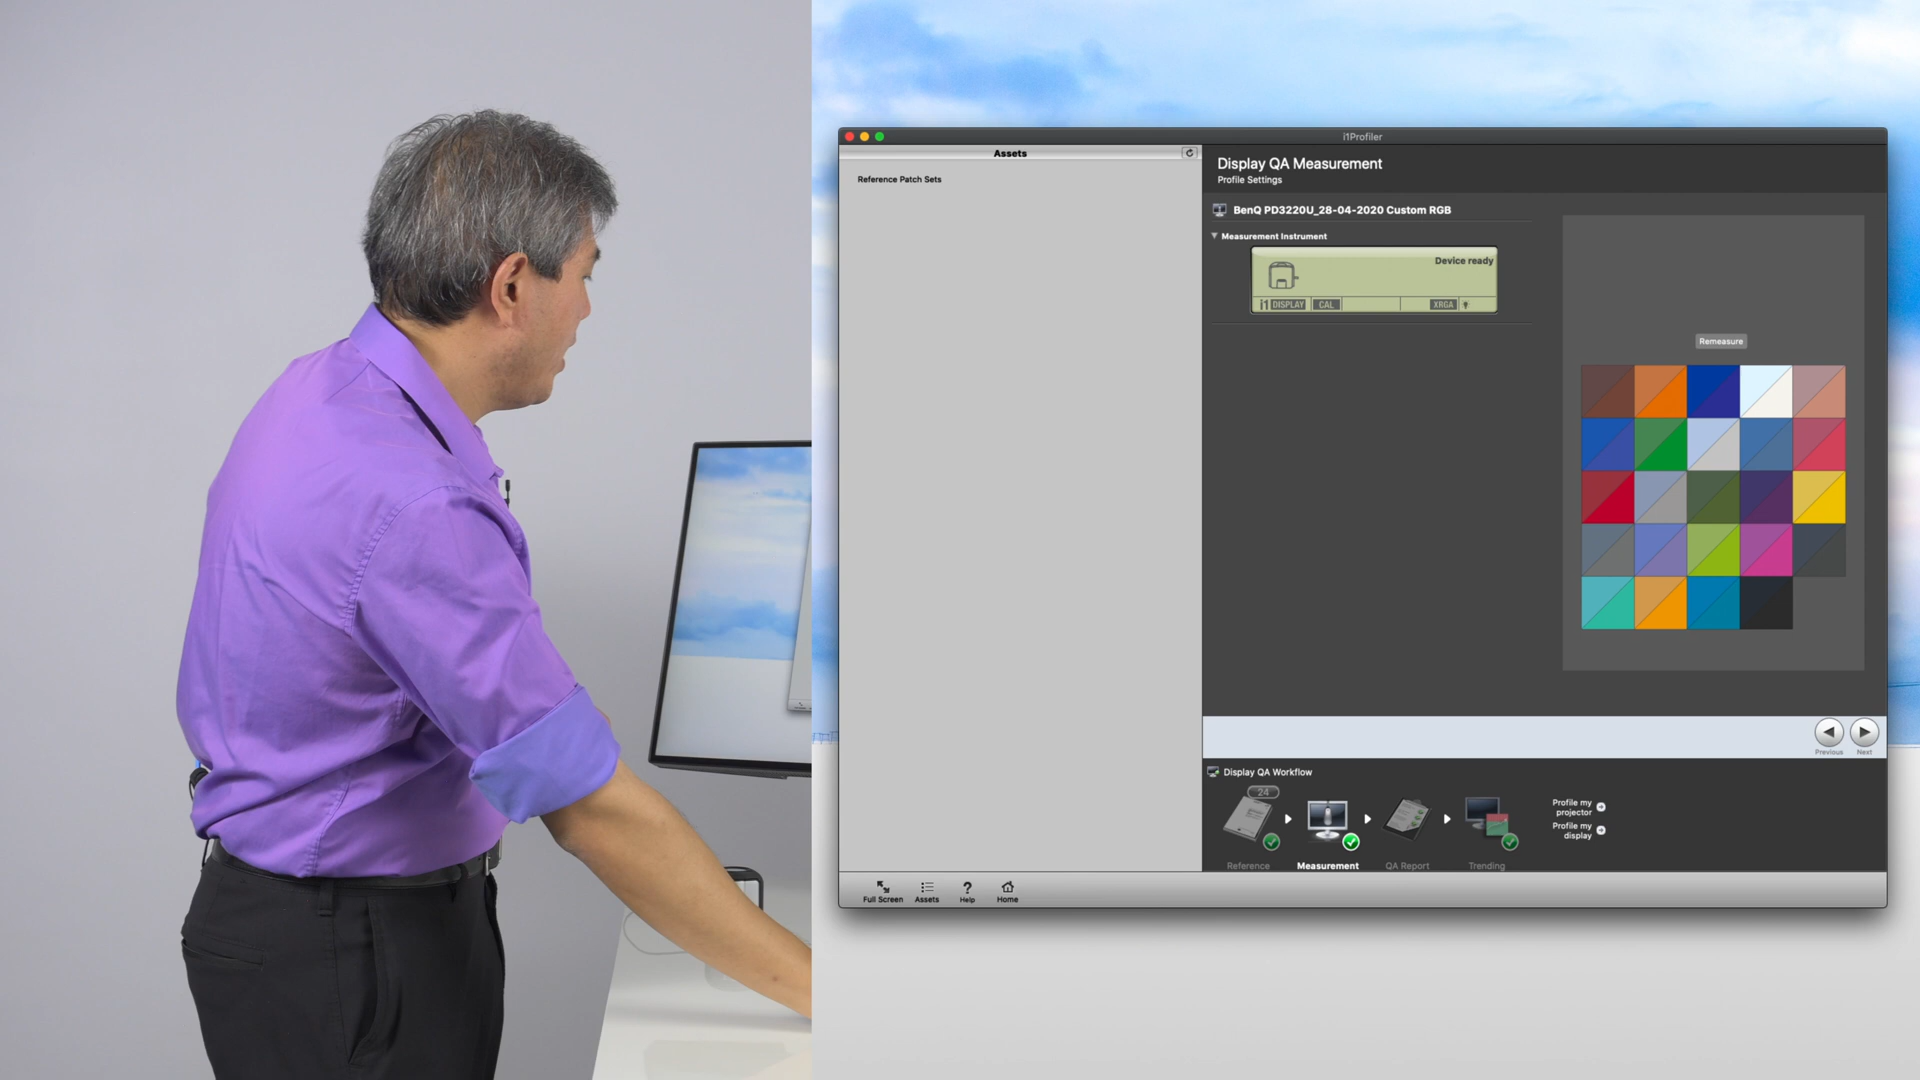 i1Profiler
Assets
Reference Patch Sets
Display QA Measurement
Profile Settings
BenQ PD3220U_28-04-2020 Custom RGB
Measurement Instrument
Device ready
i1 DISPLAY
CAL
XRGA
Remeasure
Previous
Next
Display QA Workflow
24
Reference
Measurement
QA Report
Trending
Profile my
projector
Profile my
display
Full Screen
Assets
Help
Home